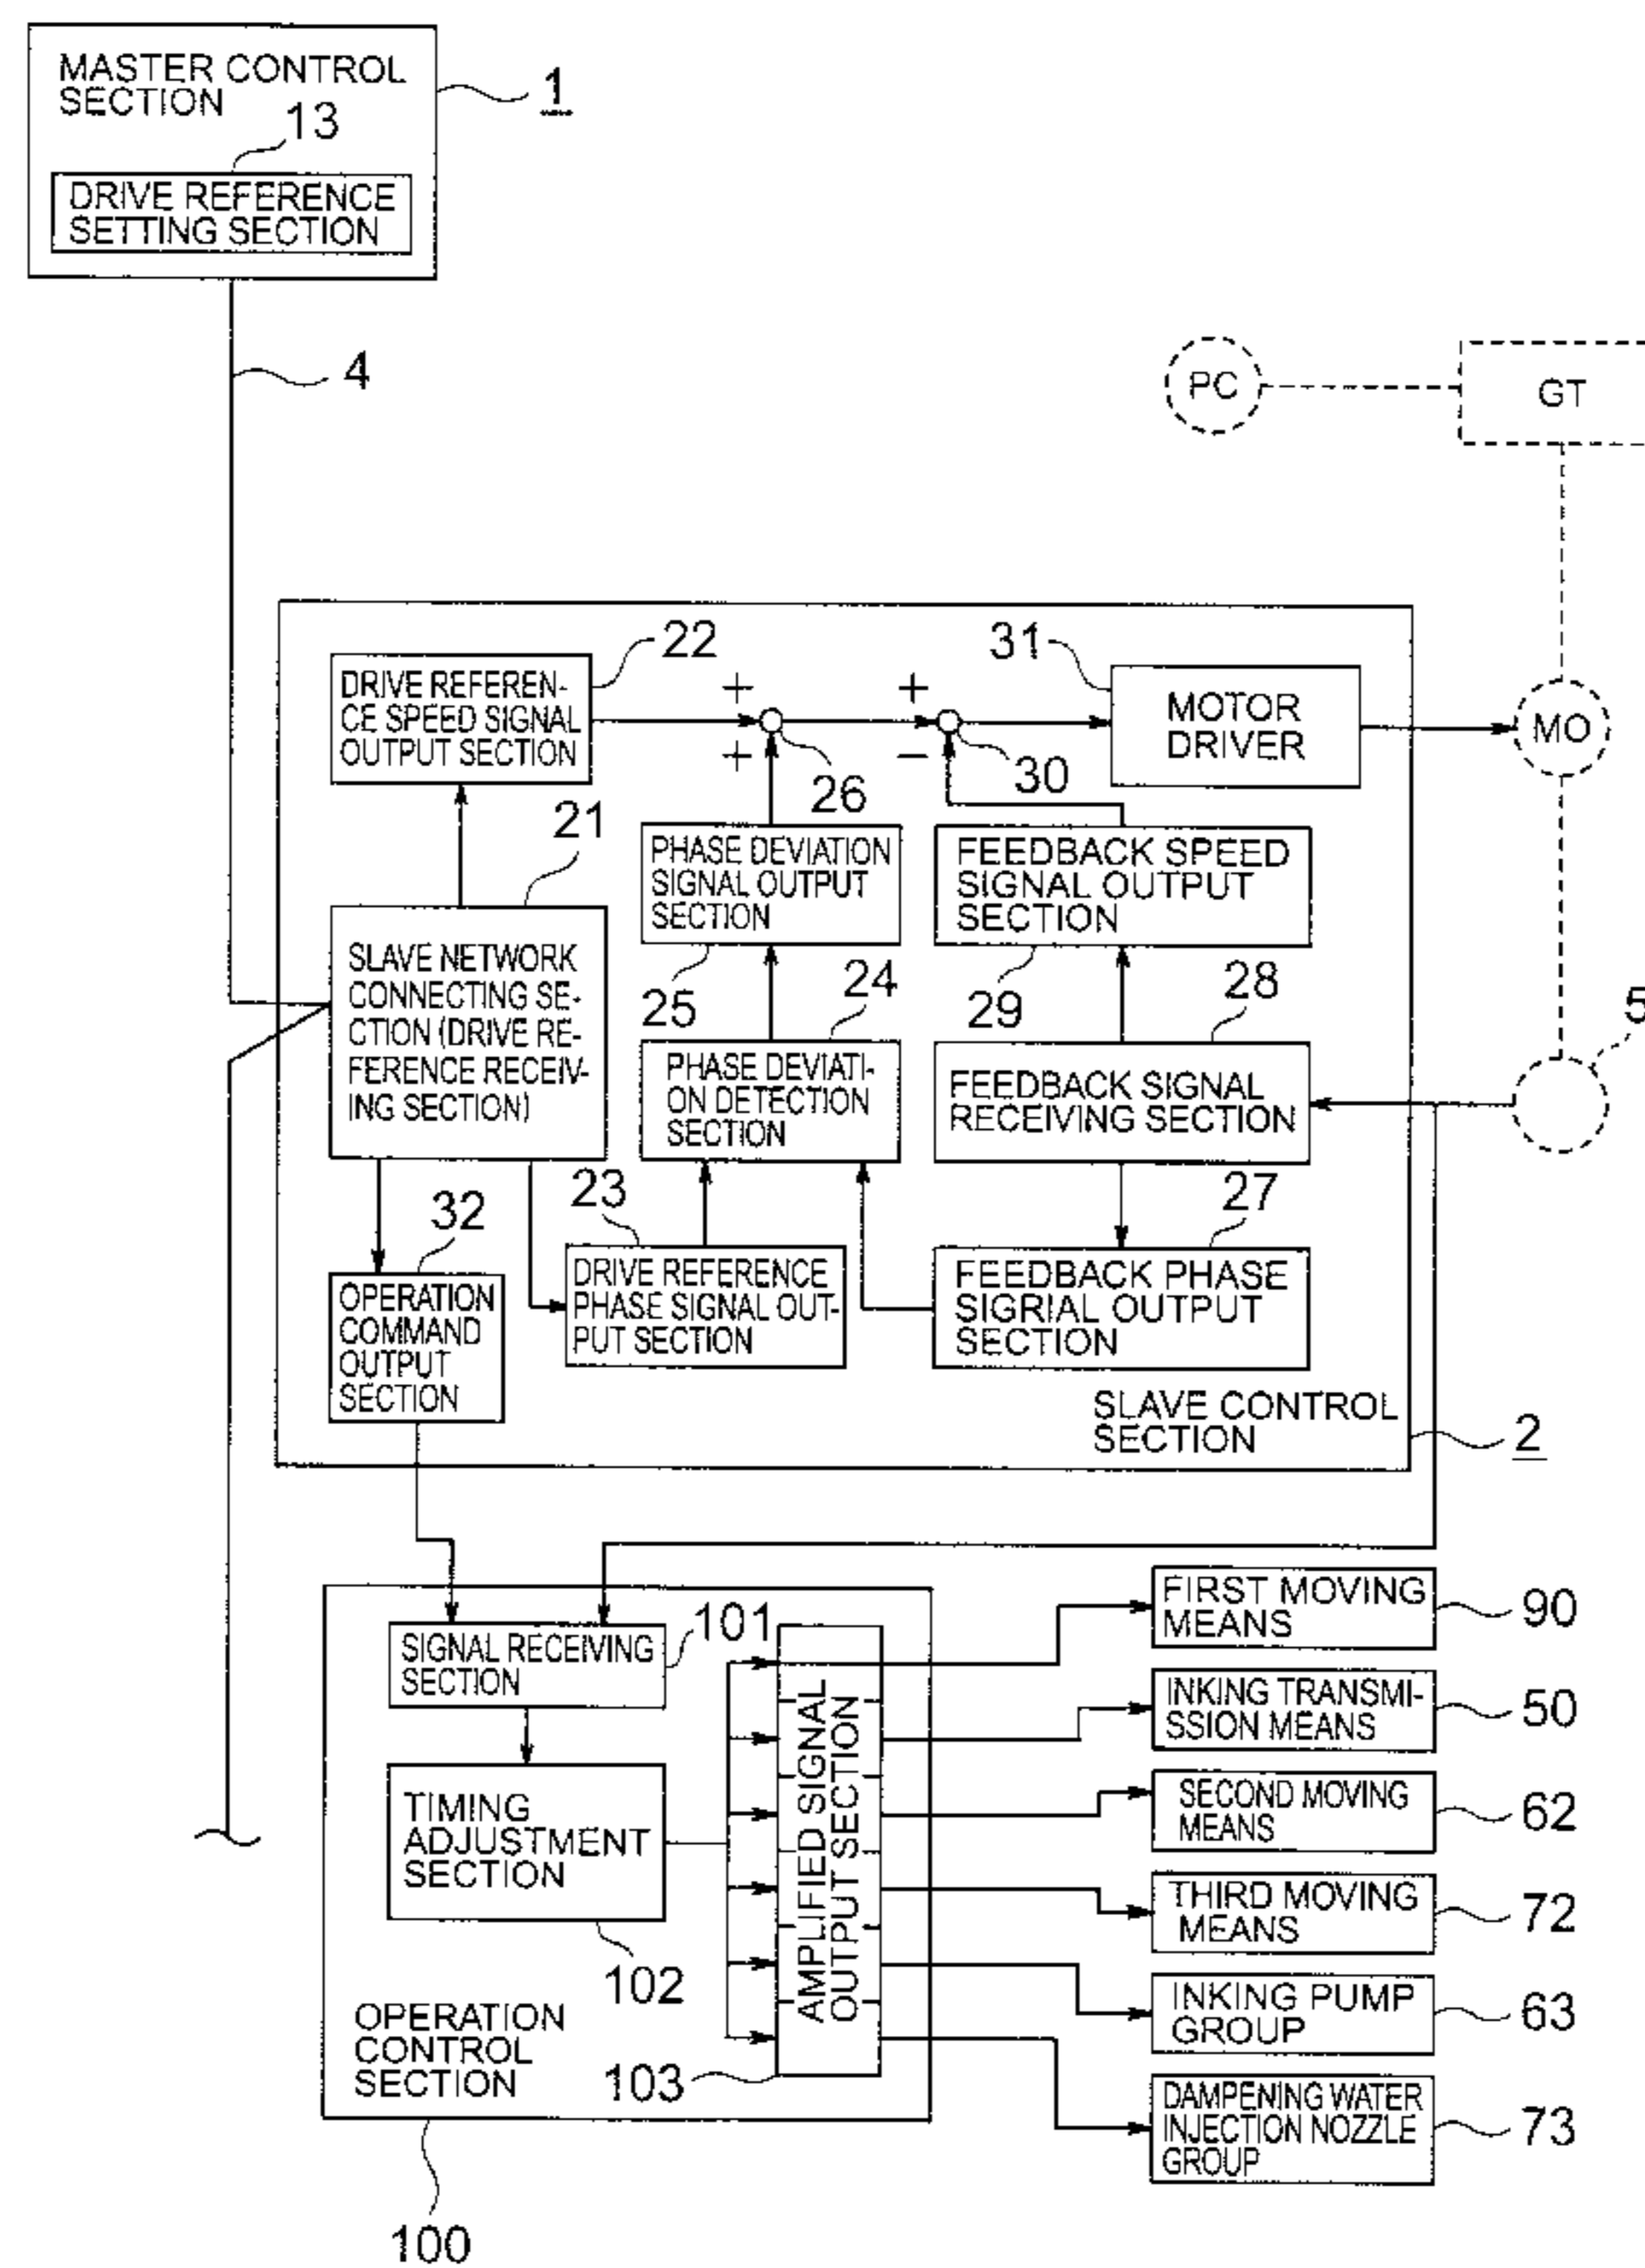 MASTER CONTROL
SECTION
1
13
DRIVE REFERENCE
SETTING SECTION
4
PC
GT
22
DRIVE REFEREN-
CE SPEED SIGNAL
OUTPUT SECTION
+
+
26
+
−
30
31
MOTOR
DRIVER
MO
21
SLAVE NETWORK
CONNECTING SE-
CTION (DRIVE RE-
FERENCE RECEIV-
ING SECTION)
PHASE DEVIATION
SIGNAL OUTPUT
SECTION
25
FEEDBACK SPEED
SIGNAL OUTPUT
SECTION
29
24
PHASE DEVIATI-
ON DETECTION
SECTION
28
FEEDBACK SIGNAL
RECEIVING SECTION
5
32
OPERATION
COMMAND
OUTPUT
SECTION
23
DRIVE REFERENCE
PHASE SIGNAL OUT-
PUT SECTION
27
FEEDBACK PHASE
SIGRIAL OUTPUT
SECTION
SLAVE CONTROL
SECTION
2
SIGNAL RECEIVING
SECTION
101
TIMING
ADJUSTMENT
SECTION
102
AMPLIFIED SIGNAL
OUTPUT SECTION
103
OPERATION
CONTROL
SECTION
100
FIRST MOVING
MEANS
90
INKING TRANSMI-
SSION MEANS
50
SECOND MOVING
MEANS
62
THIRD MOVING
MEANS
72
INKING PUMP
GROUP
63
DAMPENING WATER
INJECTION NOZZLE
GROUP
73